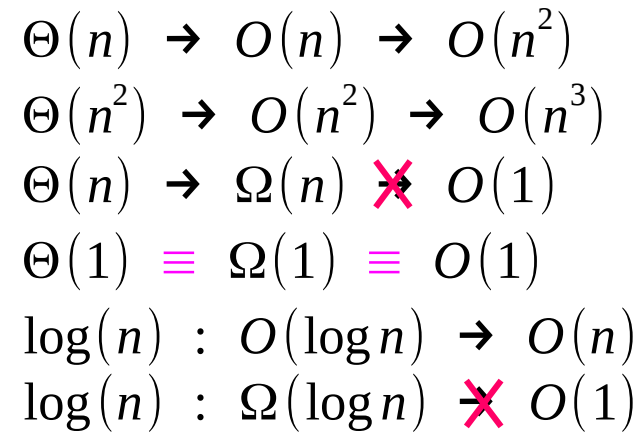 Θ(n) → O(n) → O(n²)
Θ(n²) → O(n²) → O(n³)
Θ(n) → Ω(n) ↛ O(1)
Θ(1) ≡ Ω(1) ≡ O(1)
log(n) : O(log n) → O(n)
log(n) : Ω(log n) ↛ O(1)